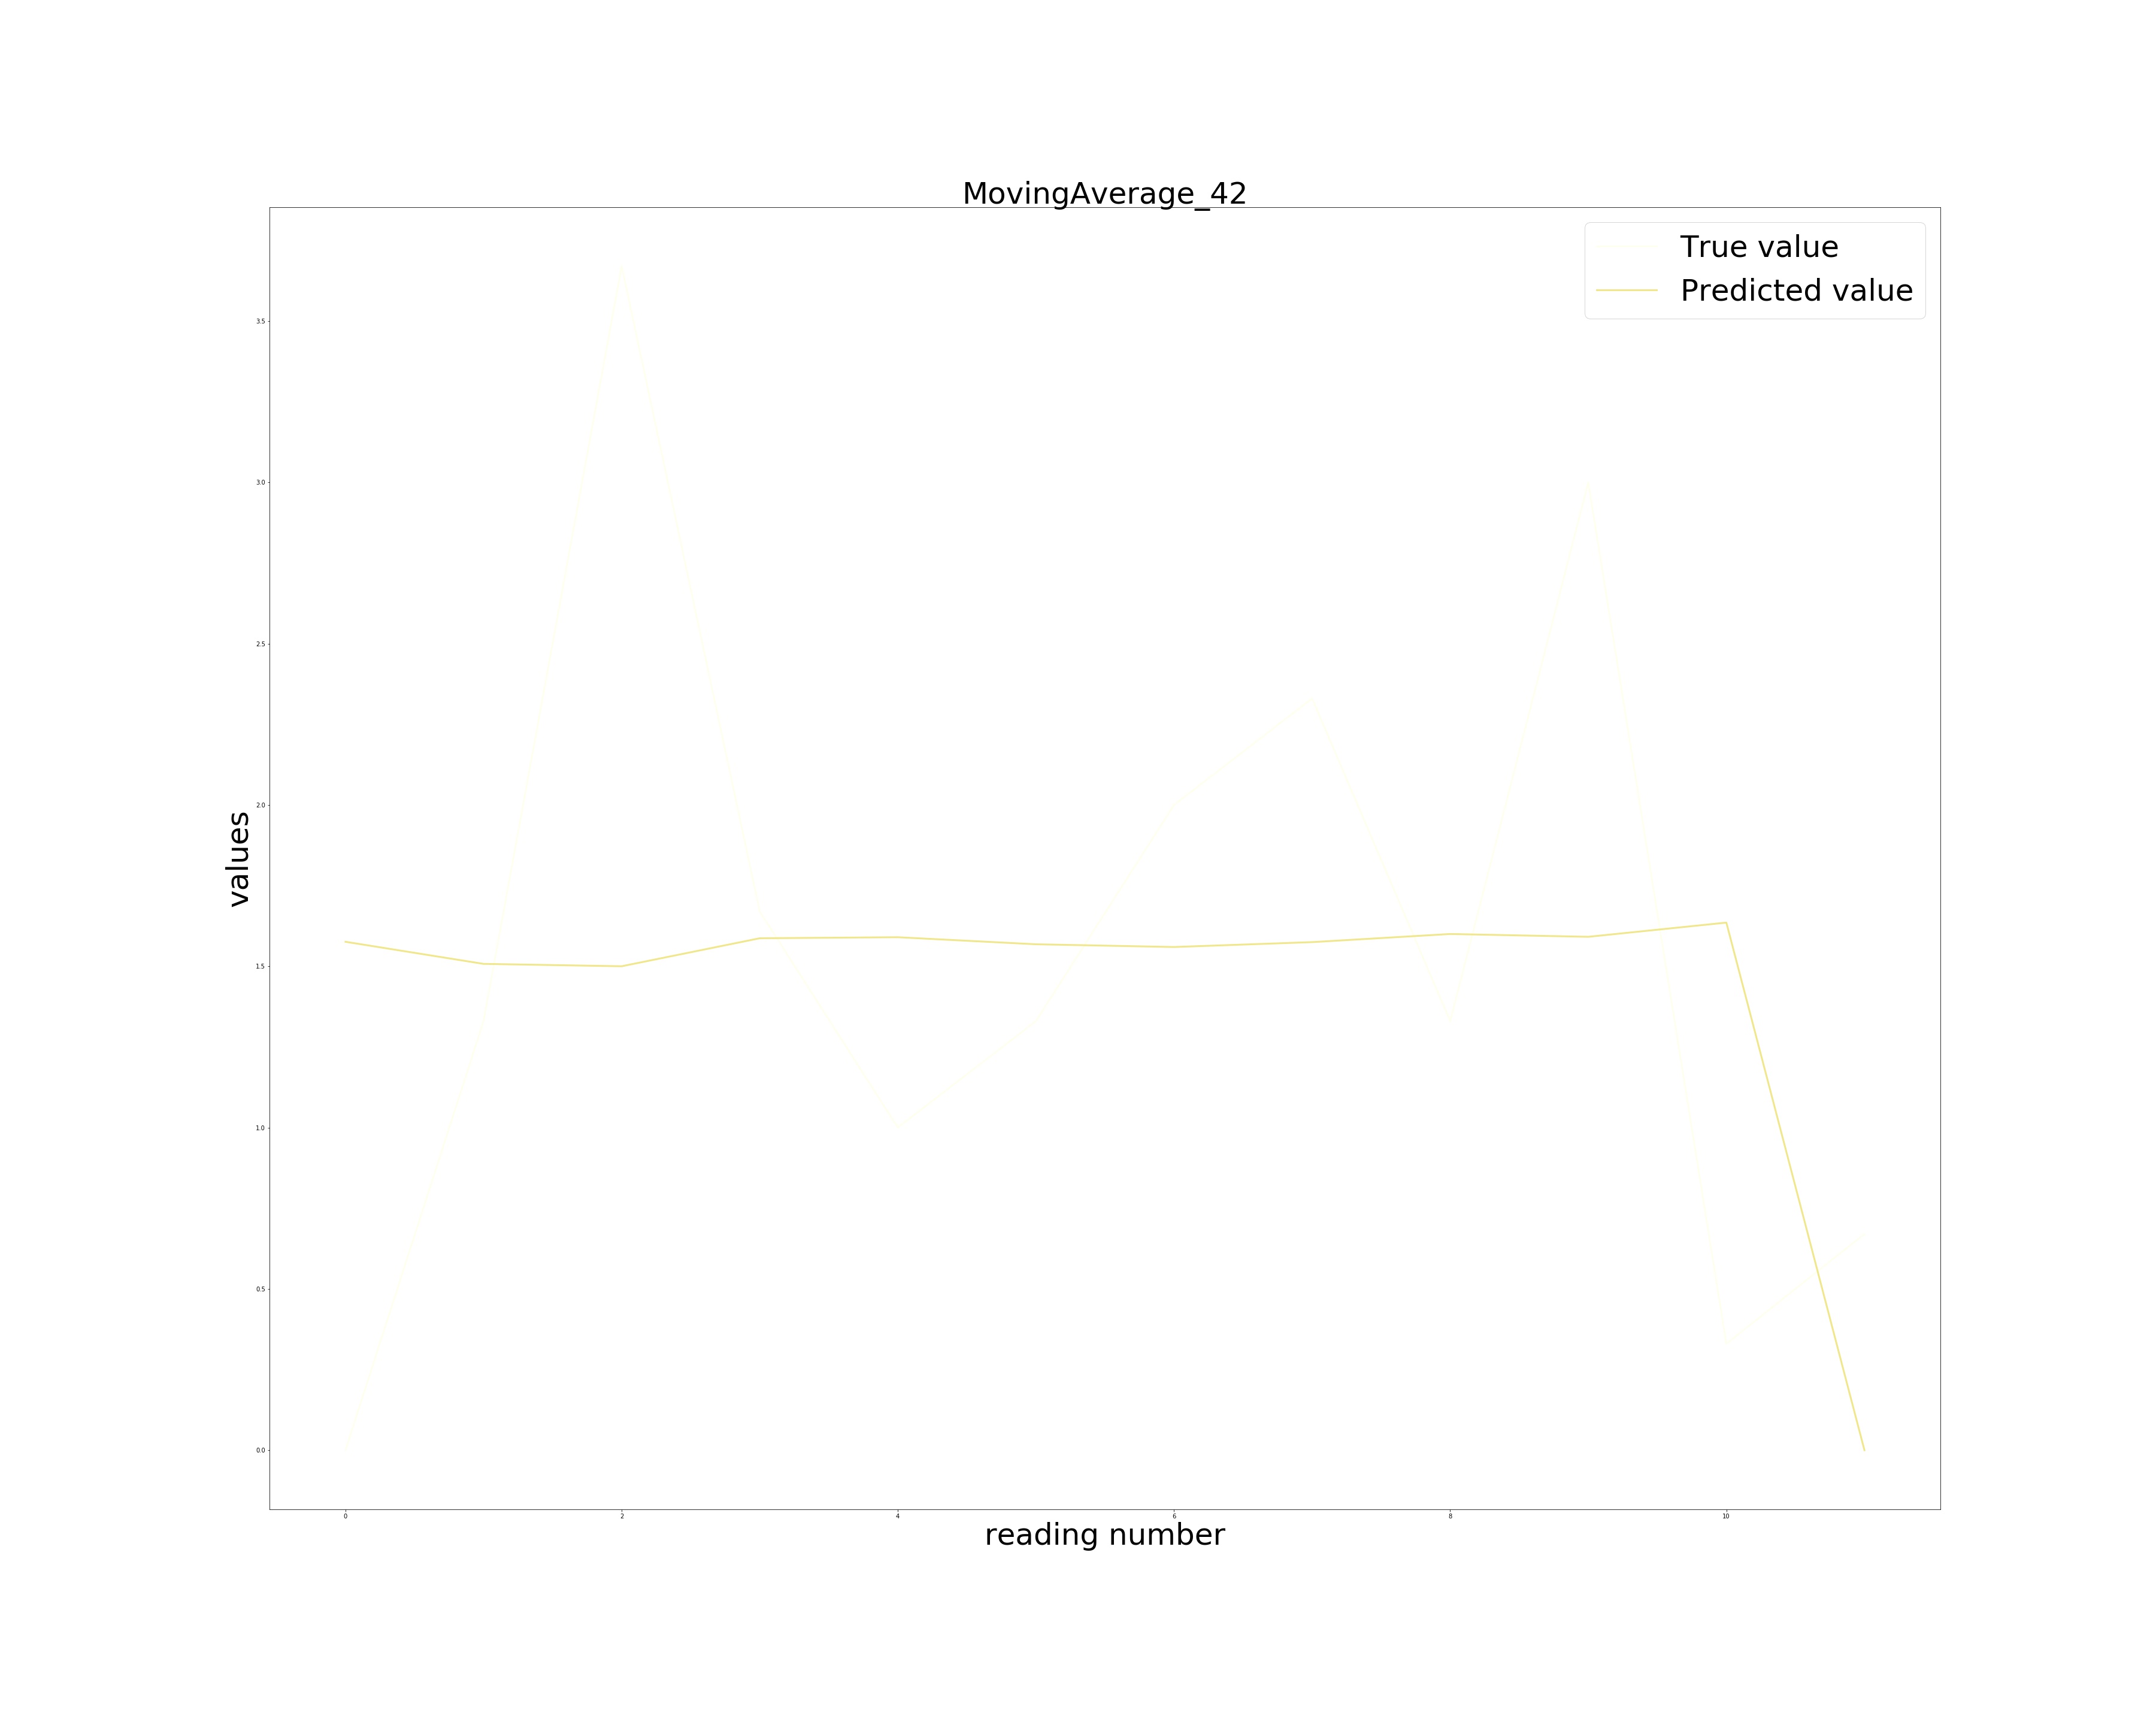 MovingAverage_42
True value
Predicted value
3.5
3.0
2.5
2.0
1.5
1.0
0.5
0.0
values
0 2 4 6 8 10
reading number